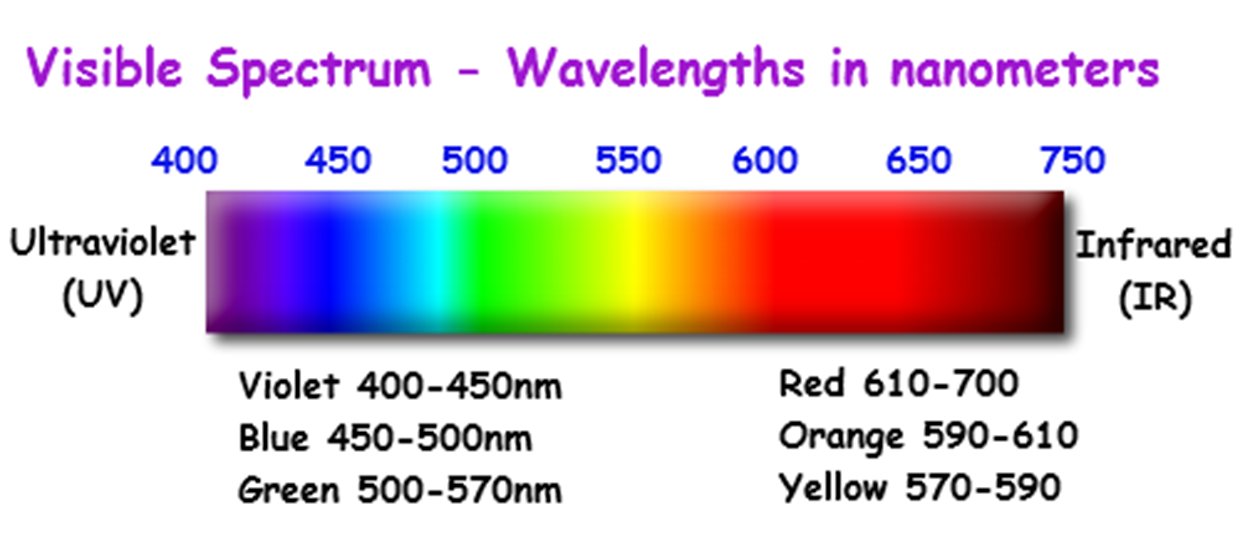 Visible Spectrum - Wavelengths in nanometers
400 450 500 550 600 650 750
Ultraviolet
(UV)
Infrared
(IR)
Violet 400-450nm
Blue 450-500nm
Green 500-570nm
Red 610-700
Orange 590-610
Yellow 570-590